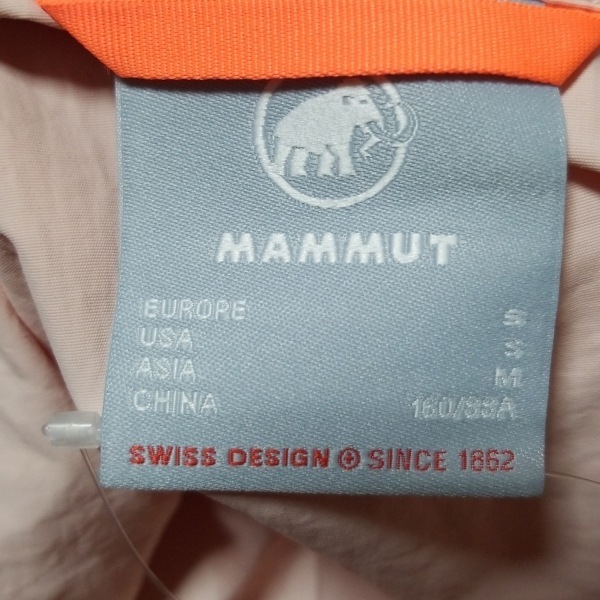 MAMMUT
EUROPE S
USA S
ASIA M
CHINA 160/88A
SWISS DESIGN SINCE 1862